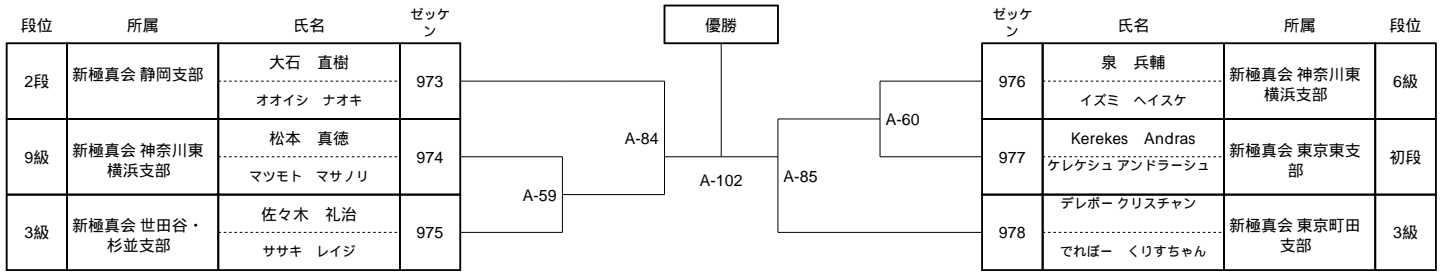 段位 所属 氏名 ゼッケ
ン
優勝
ゼッケ
ン 氏名 所属 段位
2段 新極真会 静岡支部 大石 直樹 973
オオイシ ナオキ
9級 新極真会 神奈川東
横浜支部 松本 真徳 974
マツモト マサノリ
3級 新極真会 世田谷・
杉並支部 佐々木 礼治 975
ササキ レイジ
A-84
A-59
A-102
A-60
A-85
976 泉 兵輔 新極真会 神奈川東
横浜支部 6級
イズミ ヘイスケ
977 Kerekes Andras 新極真会 東京東支
部 初段
ケレケシュ アンドラーシュ
978 デレボー クリスチャン 新極真会 東京町田
支部 3級
でれぼー くりすちゃん